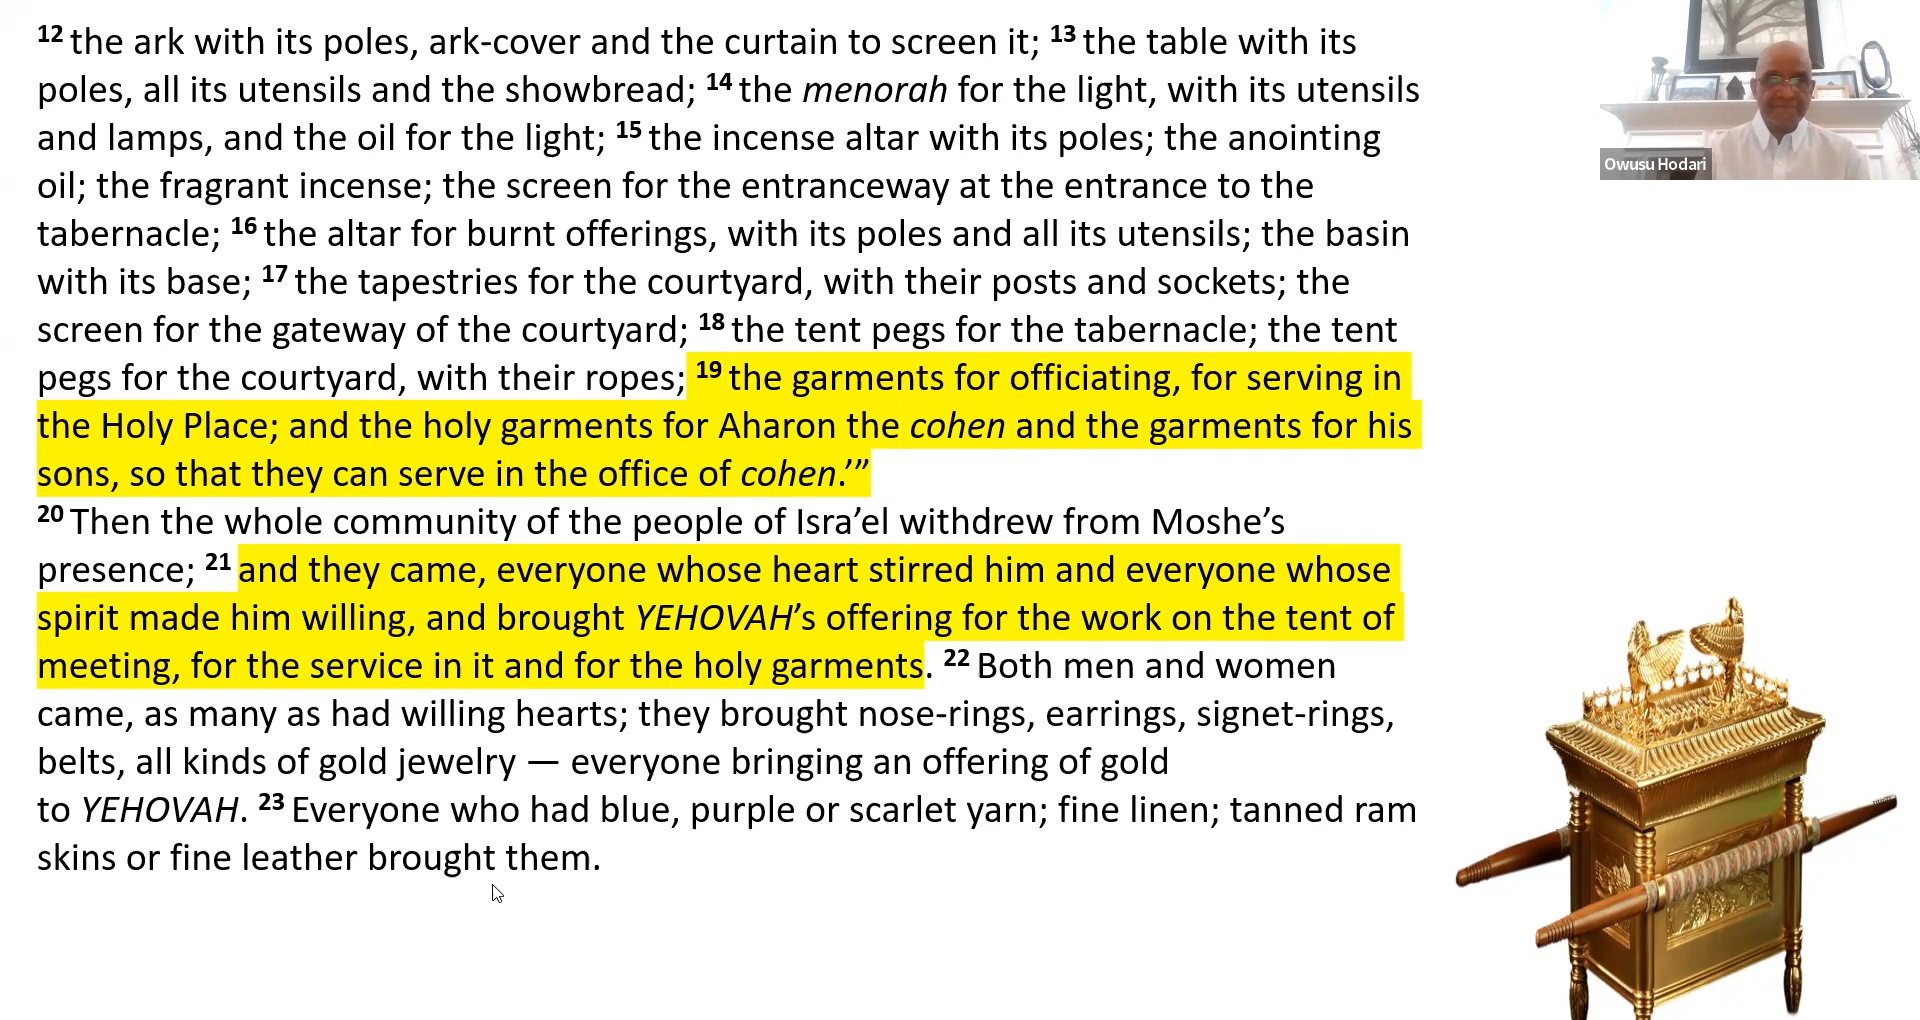 12 the ark with its poles, ark-cover and the curtain to screen it; 13 the table with its
poles, all its utensils and the showbread; 14 the menorah for the light, with its utensils
and lamps, and the oil for the light; 15 the incense altar with its poles; the anointing
oil; the fragrant incense; the screen for the entranceway at the entrance to the
tabernacle; 16 the altar for burnt offerings, with its poles and all its utensils; the basin
with its base; 17 the tapestries for the courtyard, with their posts and sockets; the
screen for the gateway of the courtyard; 18 the tent pegs for the tabernacle; the tent
pegs for the courtyard, with their ropes; 19 the garments for officiating, for serving in
the Holy Place; and the holy garments for Aharon the cohen and the garments for his
sons, so that they can serve in the office of cohen.’”
20 Then the whole community of the people of Isra’el withdrew from Moshe’s
presence; 21 and they came, everyone whose heart stirred him and everyone whose
spirit made him willing, and brought YEHOVAH’s offering for the work on the tent of
meeting, for the service in it and for the holy garments. 22 Both men and women
came, as many as had willing hearts; they brought nose-rings, earrings, signet-rings,
belts, all kinds of gold jewelry — everyone bringing an offering of gold
to YEHOVAH. 23 Everyone who had blue, purple or scarlet yarn; fine linen; tanned ram
skins or fine leather brought them.
Owusu Hodari